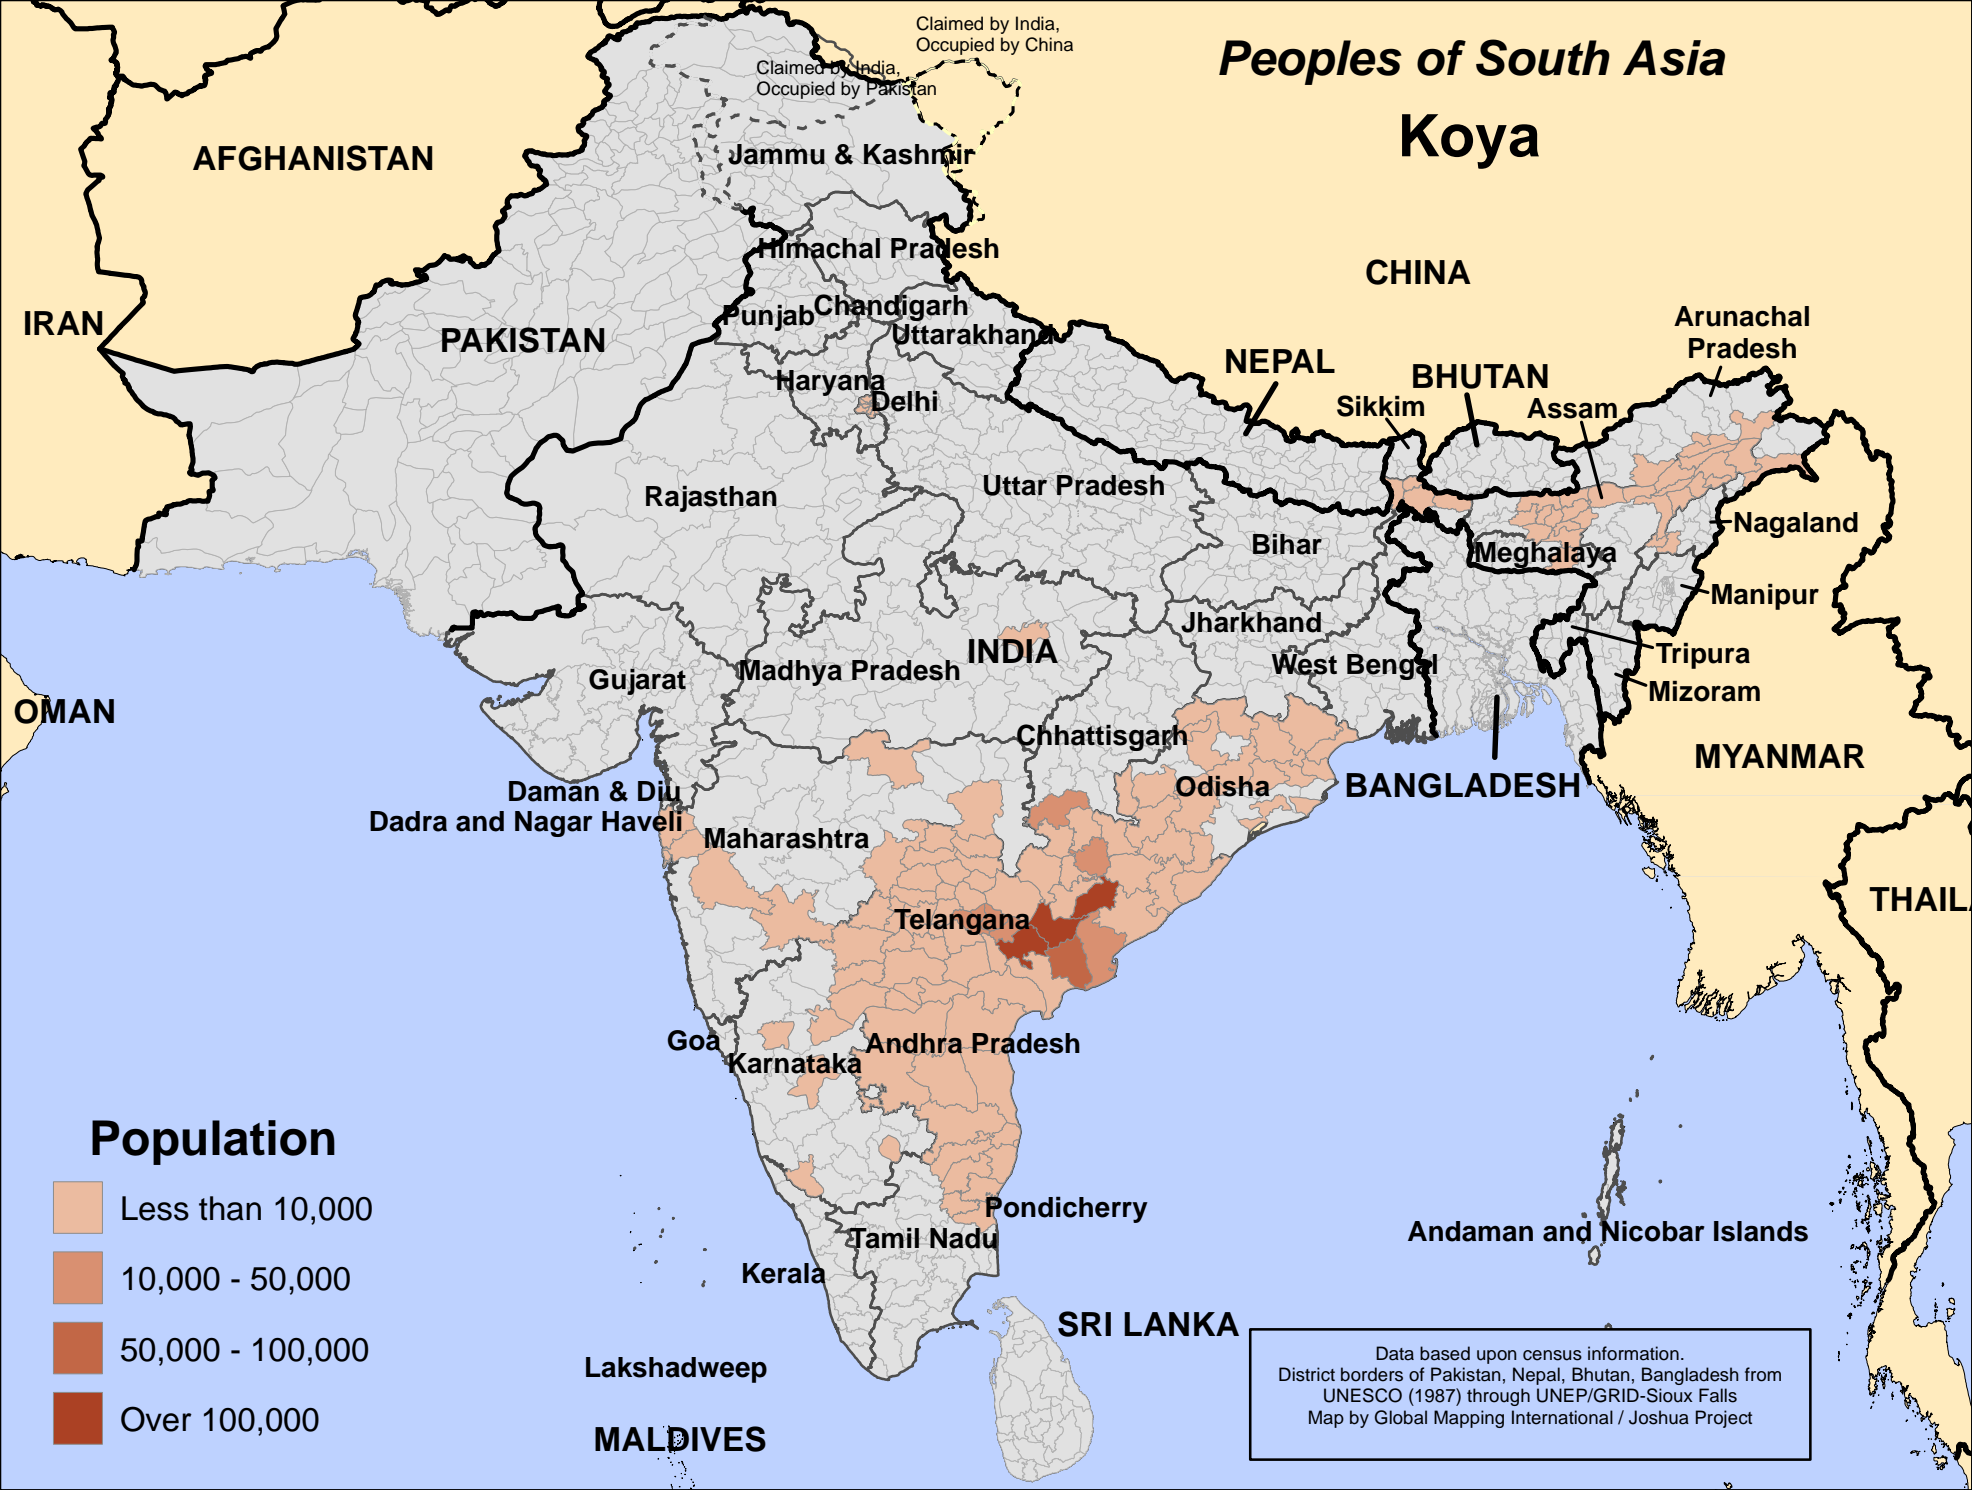 Claimed by India,
Occupied by China
Peoples of South Asia
Koya
Claimed by India,
Occupied by Pakistan
AFGHANISTAN
Jammu & Kashmir
Himachal Pradesh
CHINA
IRAN
PAKISTAN
Punjab
Chandigarh
Uttarakhand
Arunachal
Pradesh
NEPAL
BHUTAN
Haryana
Delhi
Sikkim
Assam
Rajasthan
Uttar Pradesh
Bihar
Nagaland
Meghalaya
Manipur
Jharkhand
INDIA
West Bengal
Tripura
Mizoram
Gujarat
Madhya Pradesh
OMAN
Chhattisgarh
MYANMAR
Odisha
BANGLADESH
Daman & Diu
Dadra and Nagar Haveli
Maharashtra
THAILA
Telangana
Goa
Andhra Pradesh
Karnataka
Population
Less than 10,000
10,000 - 50,000
50,000 - 100,000
Over 100,000
Pondicherry
Tamil Nadu
Kerala
Andaman and Nicobar Islands
SRI LANKA
Lakshadweep
MALDIVES
Data based upon census information.
District borders of Pakistan, Nepal, Bhutan, Bangladesh from
UNESCO (1987) through UNEP/GRID-Sioux Falls
Map by Global Mapping International / Joshua Project